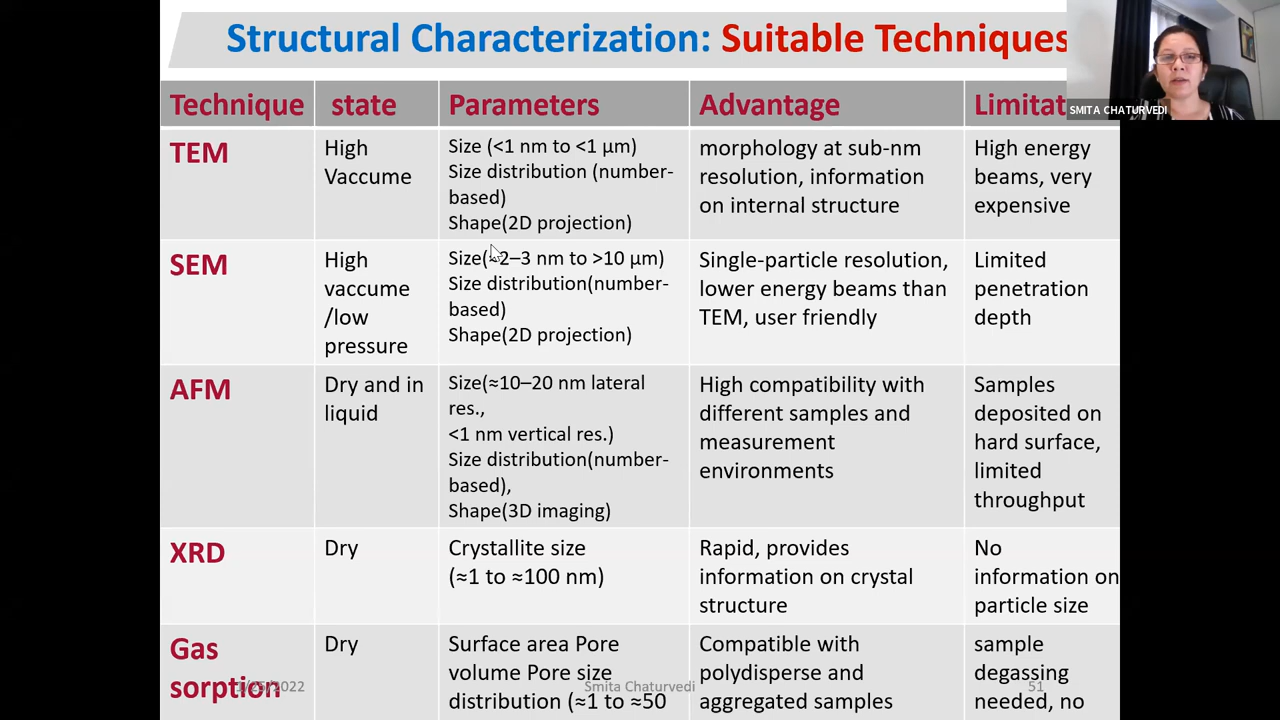 Structural Characterization: Suitable Techniques
SMITA CHATURVEDI
Technique state Parameters Advantage Limitat
TEM
High
Vaccume
Size (<1 nm to <1 µm)
Size distribution (number-
based)
Shape(2D projection)
morphology at sub-nm
resolution, information
on internal structure
High energy
beams, very
expensive
SEM
High
vaccume
/low
pressure
Size(≈2–3 nm to >10 µm)
Size distribution(number-
based)
Shape(2D projection)
Single-particle resolution,
lower energy beams than
TEM, user friendly
Limited
penetration
depth
AFM
Dry and in
liquid
Size(≈10–20 nm lateral
res.,
<1 nm vertical res.)
Size distribution(number-
based),
Shape(3D imaging)
High compatibility with
different samples and
measurement
environments
Samples
deposited on
hard surface,
limited
throughput
XRD
Dry
Crystallite size
(≈1 to ≈100 nm)
Rapid, provides
information on crystal
structure
No
information on
particle size
Gas
sorption
Dry
Surface area Pore
volume Pore size
distribution (≈1 to ≈50
Compatible with
polydisperse and
aggregated samples
sample
degassing
needed, no
1/25/2022
Smita Chaturvedi
51